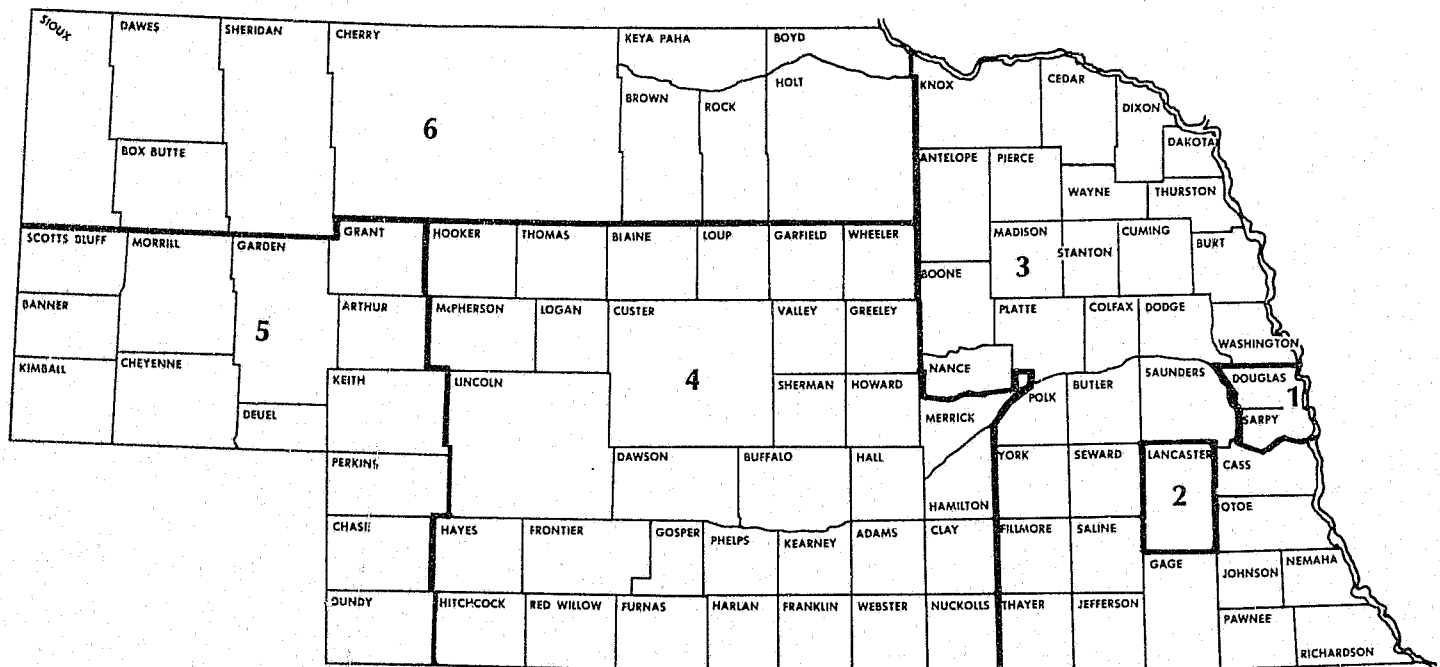 SIOUX
DAWES
SHERIDAN
CHERRY
KEYA PAHA
BOYD
KNOX
CEDAR
DIXON
DAKOTA
BROWN
ROCK
HOLT
6
BOX BUTTE
ANTELOPE
PIERCE
WAYNE
THURSTON
SCOTTS BLUFF
MORRILL
GARDEN
GRANT
HOOKER
THOMAS
BLAINE
LOUP
GARFIELD
WHEELER
MADISON
STANTON
CUMING
BURT
3
BOONE
BANNER
5
ARTHUR
McPHERSON
LOGAN
CUSTER
VALLEY
GREELEY
PLATTE
COLFAX
DODGE
WASHINGTON
KIMBALL
CHEYENNE
KEITH
LINCOLN
4
SHERMAN
HOWARD
NANCE
POLK
BUTLER
SAUNDERS
DOUGLAS
1
SARPY
DEUEL
MERRICK
PERKINS
DAWSON
BUFFALO
HALL
YORK
SEWARD
LANCASTER
CASS
2
HAMILTON
OTOE
CHASE
HAYES
FRONTIER
GOSPER
PHELPS
KEARNEY
ADAMS
CLAY
FILLMORE
SALINE
GAGE
JOHNSON
NEMAHA
DUNDY
HITCHCOCK
RED WILLOW
FURNAS
HARLAN
FRANKLIN
WEBSTER
NUCKOLLS
THAYER
JEFFERSON
PAWNEE
RICHARDSON